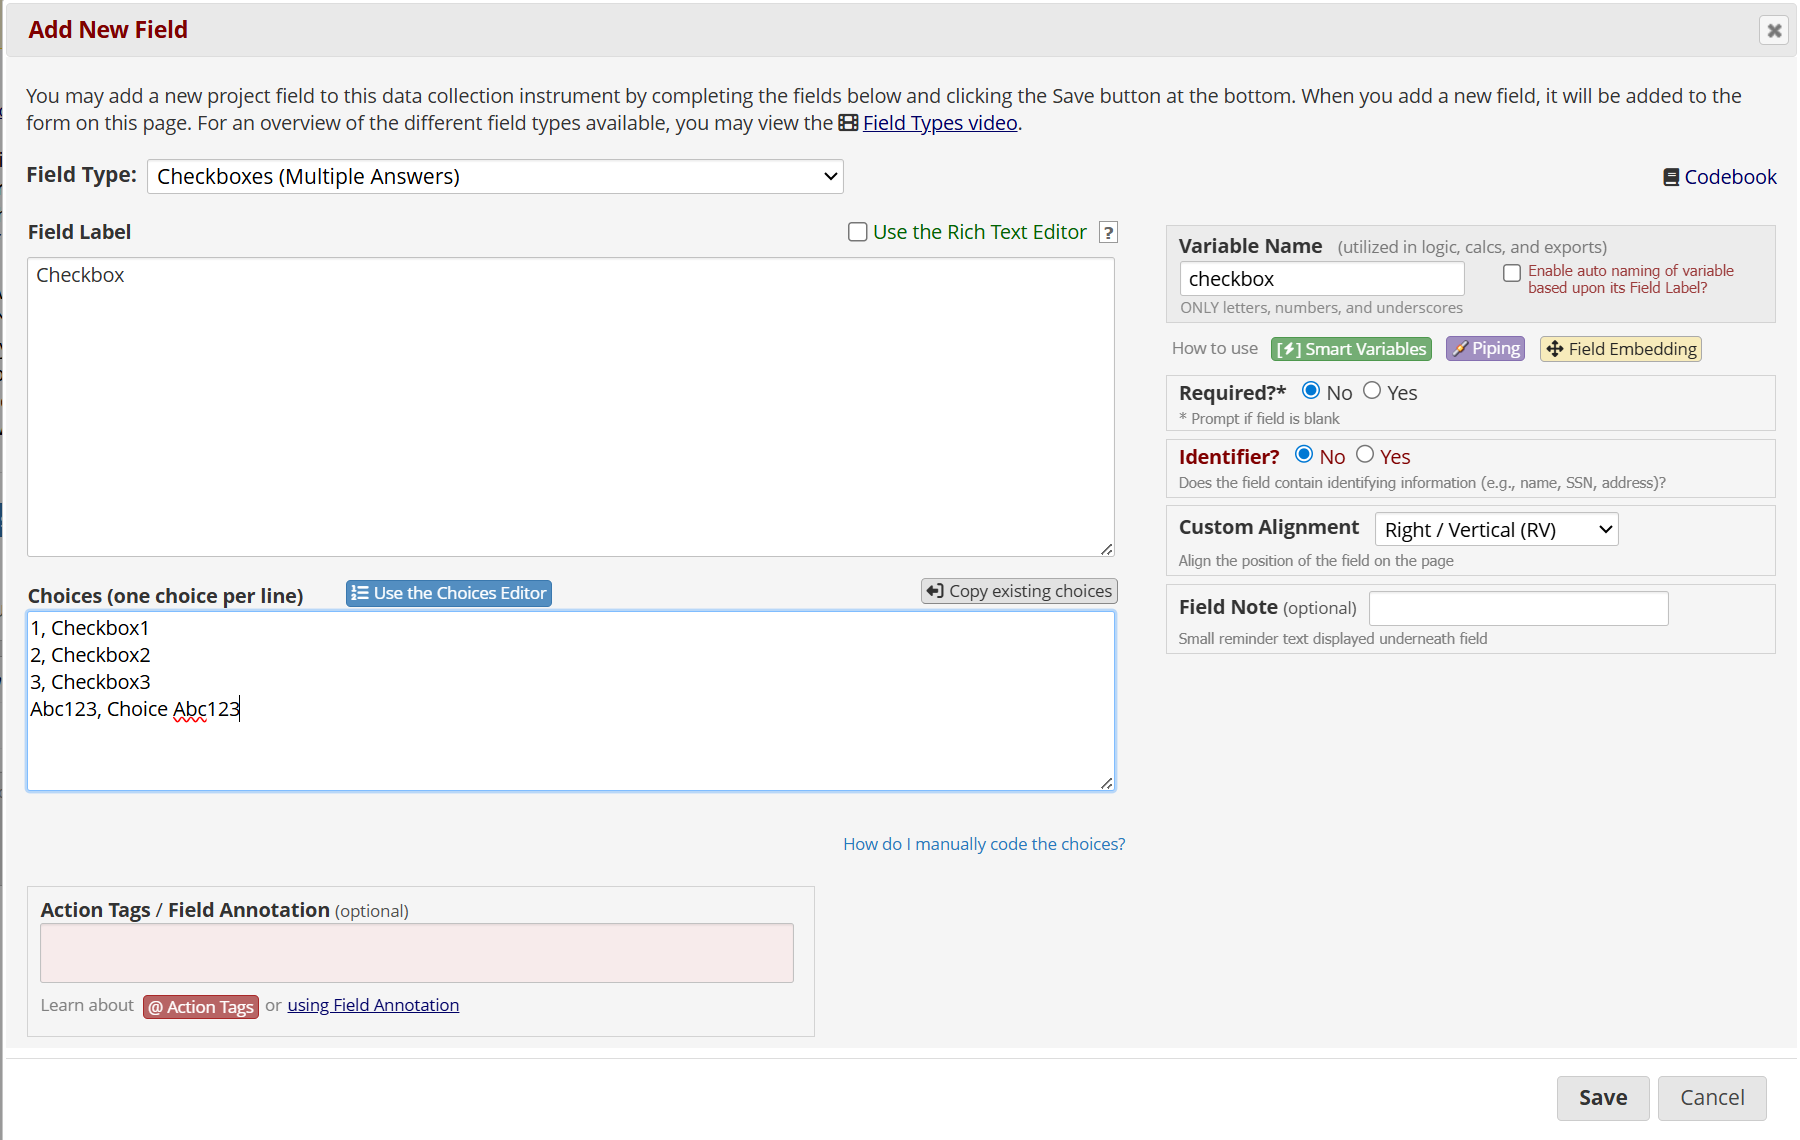 Add New Field
You may add a new project field to this data collection instrument by completing the fields below and clicking the Save button at the bottom. When you add a new field, it will be added to the
form on this page. For an overview of the different field types available, you may view the Field Types video.
Field Type: Checkboxes (Multiple Answers)
Codebook
Field Label
Use the Rich Text Editor ?
Checkbox
Variable Name (utilized in logic, calcs, and exports)
checkbox
Enable auto naming of variable
based upon its Field Label?
ONLY letters, numbers, and underscores
How to use [⚡] Smart Variables Piping Field Embedding
Required?* No Yes
* Prompt if field is blank
Identifier? No Yes
Does the field contain identifying information (e.g., name, SSN, address)?
Custom Alignment Right / Vertical (RV)
Align the position of the field on the page
Field Note (optional)
Small reminder text displayed underneath field
Choices (one choice per line) Use the Choices Editor Copy existing choices
1, Checkbox1
2, Checkbox2
3, Checkbox3
Abc123, Choice Abc123
How do I manually code the choices?
Action Tags / Field Annotation (optional)
Learn about @ Action Tags or using Field Annotation
Save Cancel